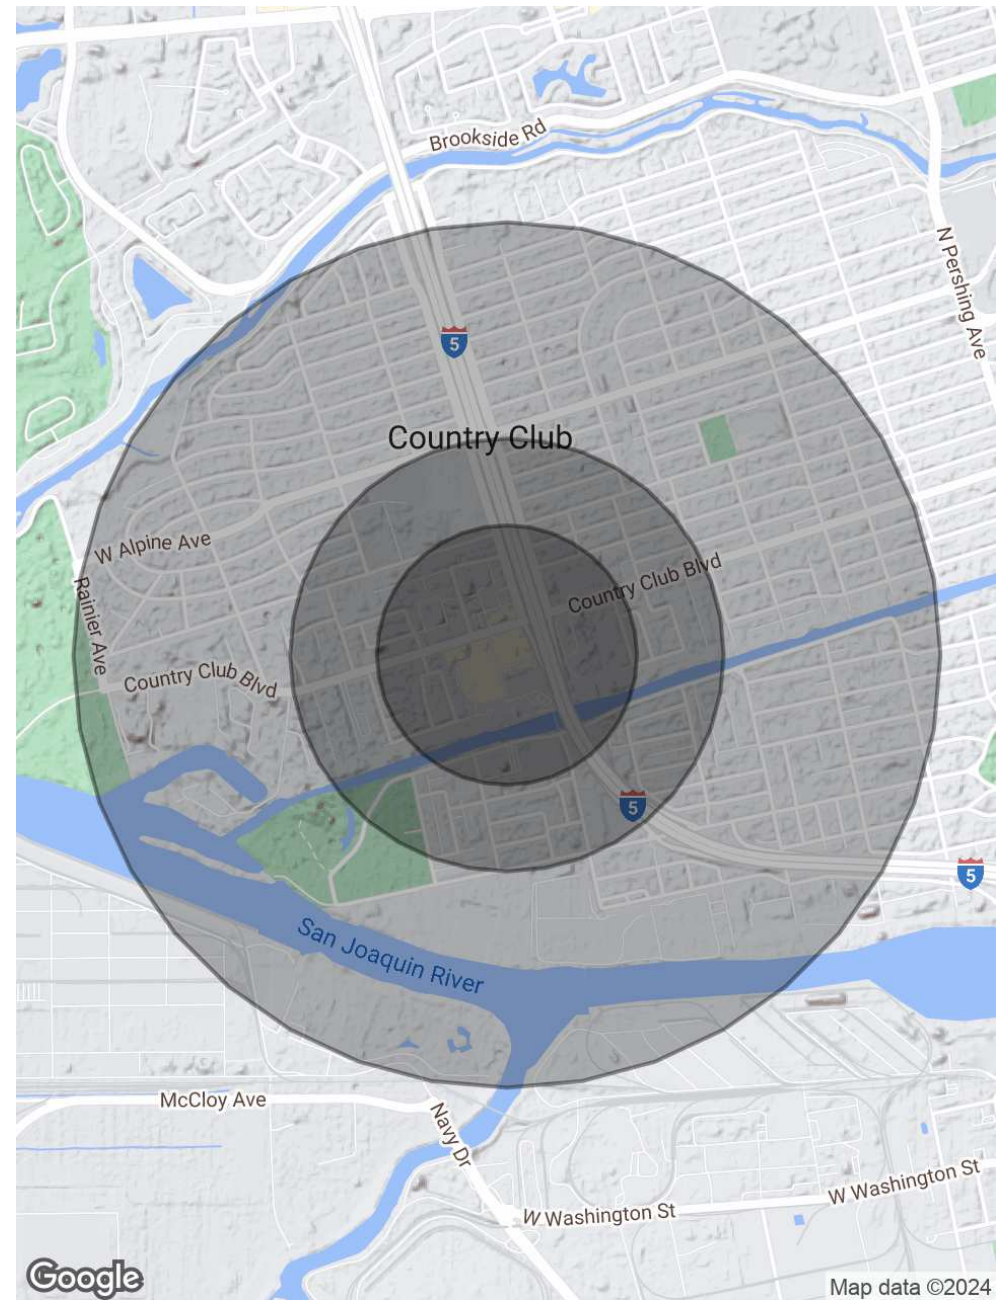 Brookside Rd
N Pershing Ave
5
Country Club
W Alpine Ave
Country Club Blvd
Rainier Ave
Country Club Blvd
5
5
San Joaquin River
McCloy Ave
Navy Dr
W Washington St
W Washington St
Google
Map data ©2024